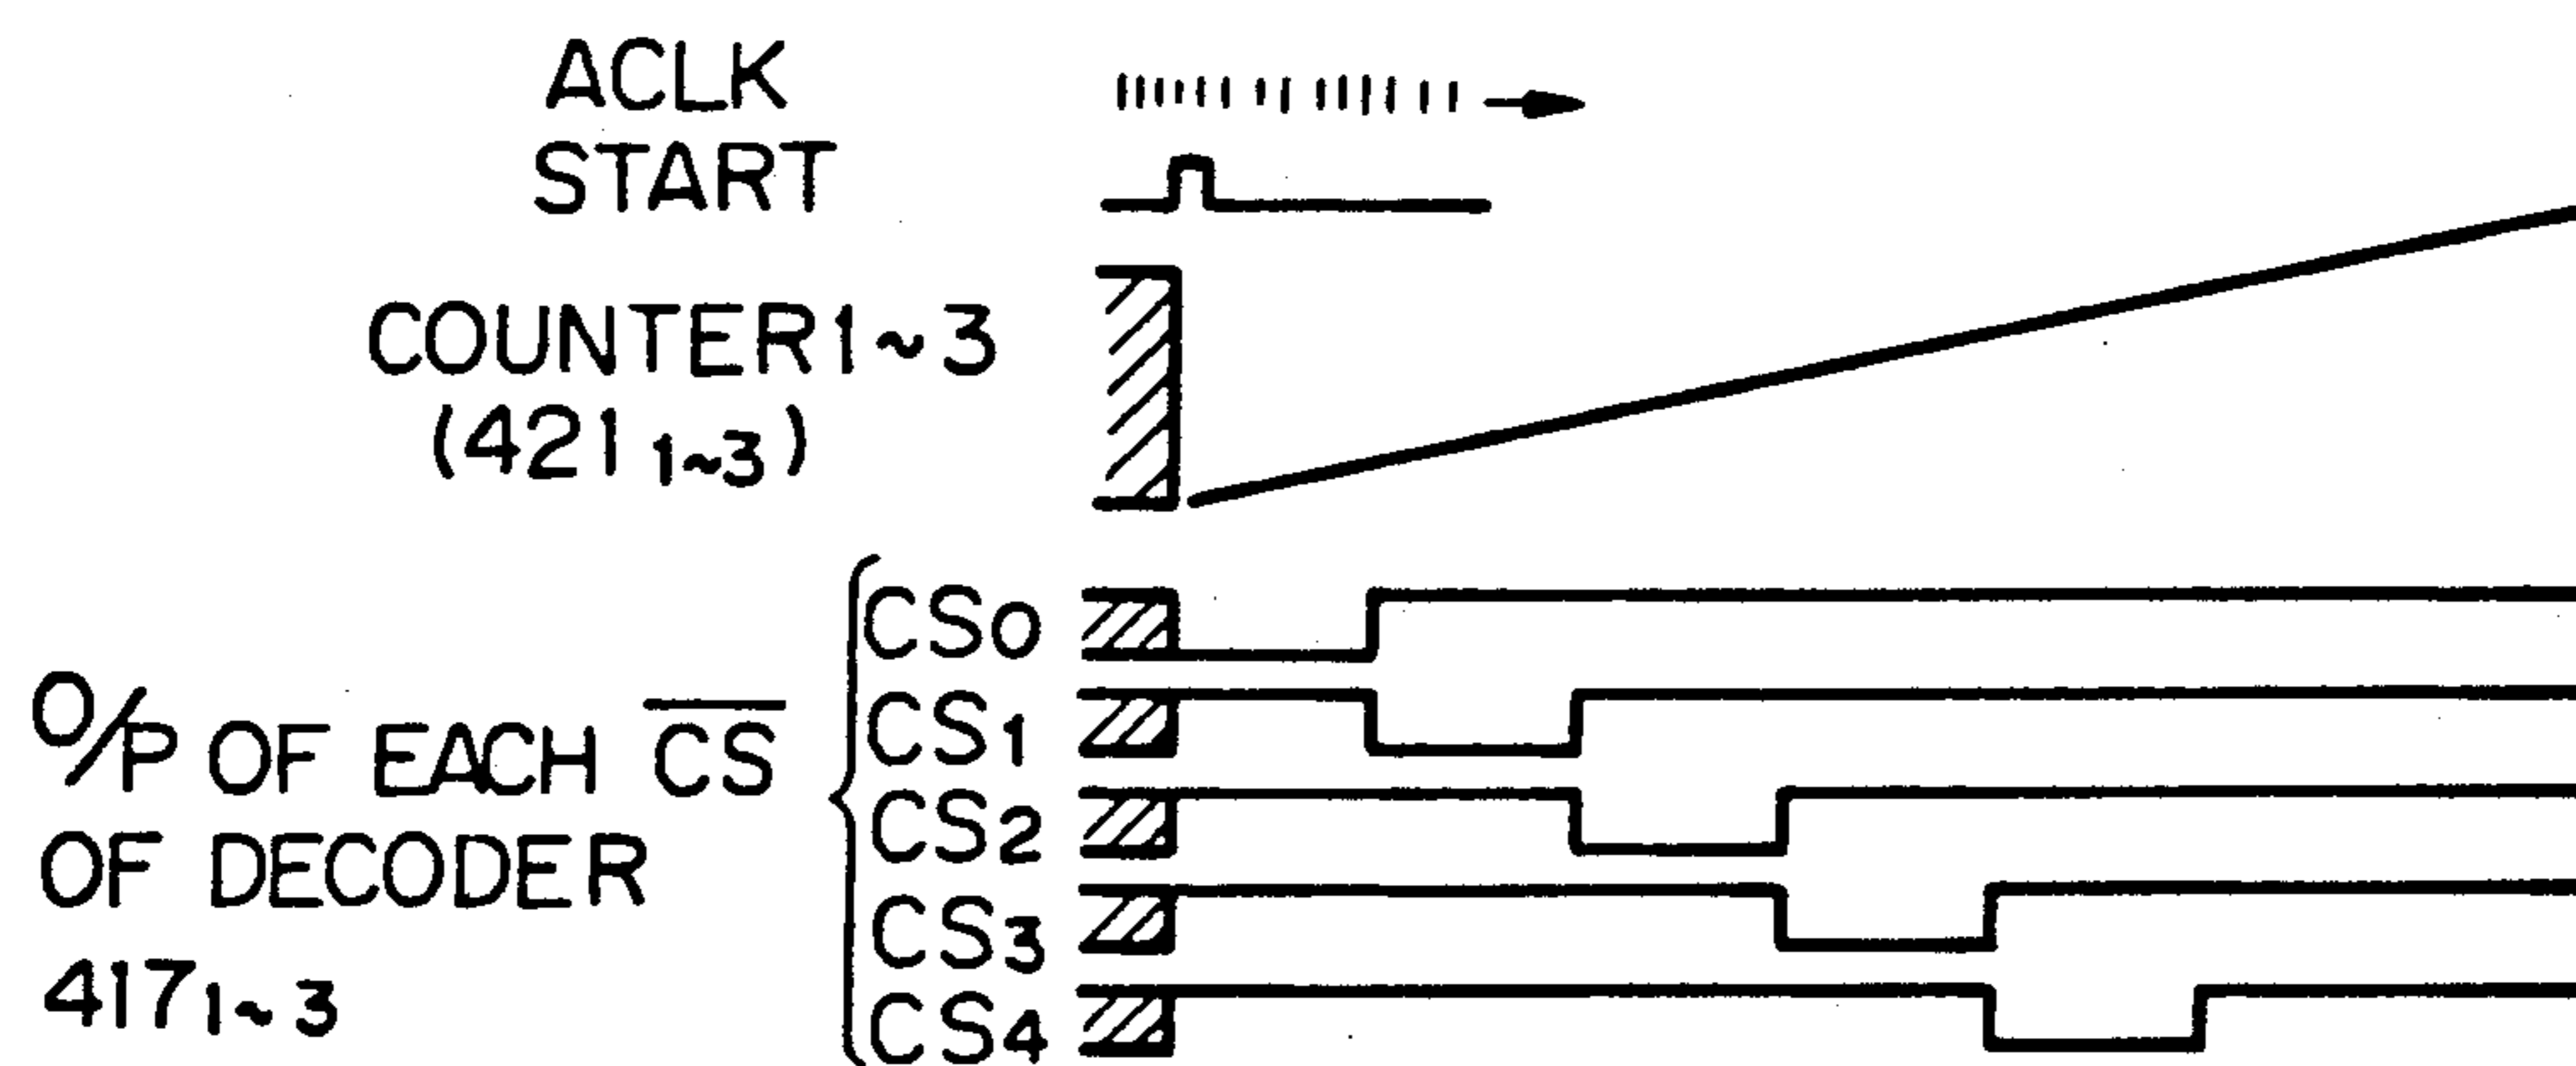 ACLK
START
COUNTER1~3
(421 1~3)
O/P OF EACH C̅S̅
OF DECODER
417 1~3
CS0
CS1
CS2
CS3
CS4